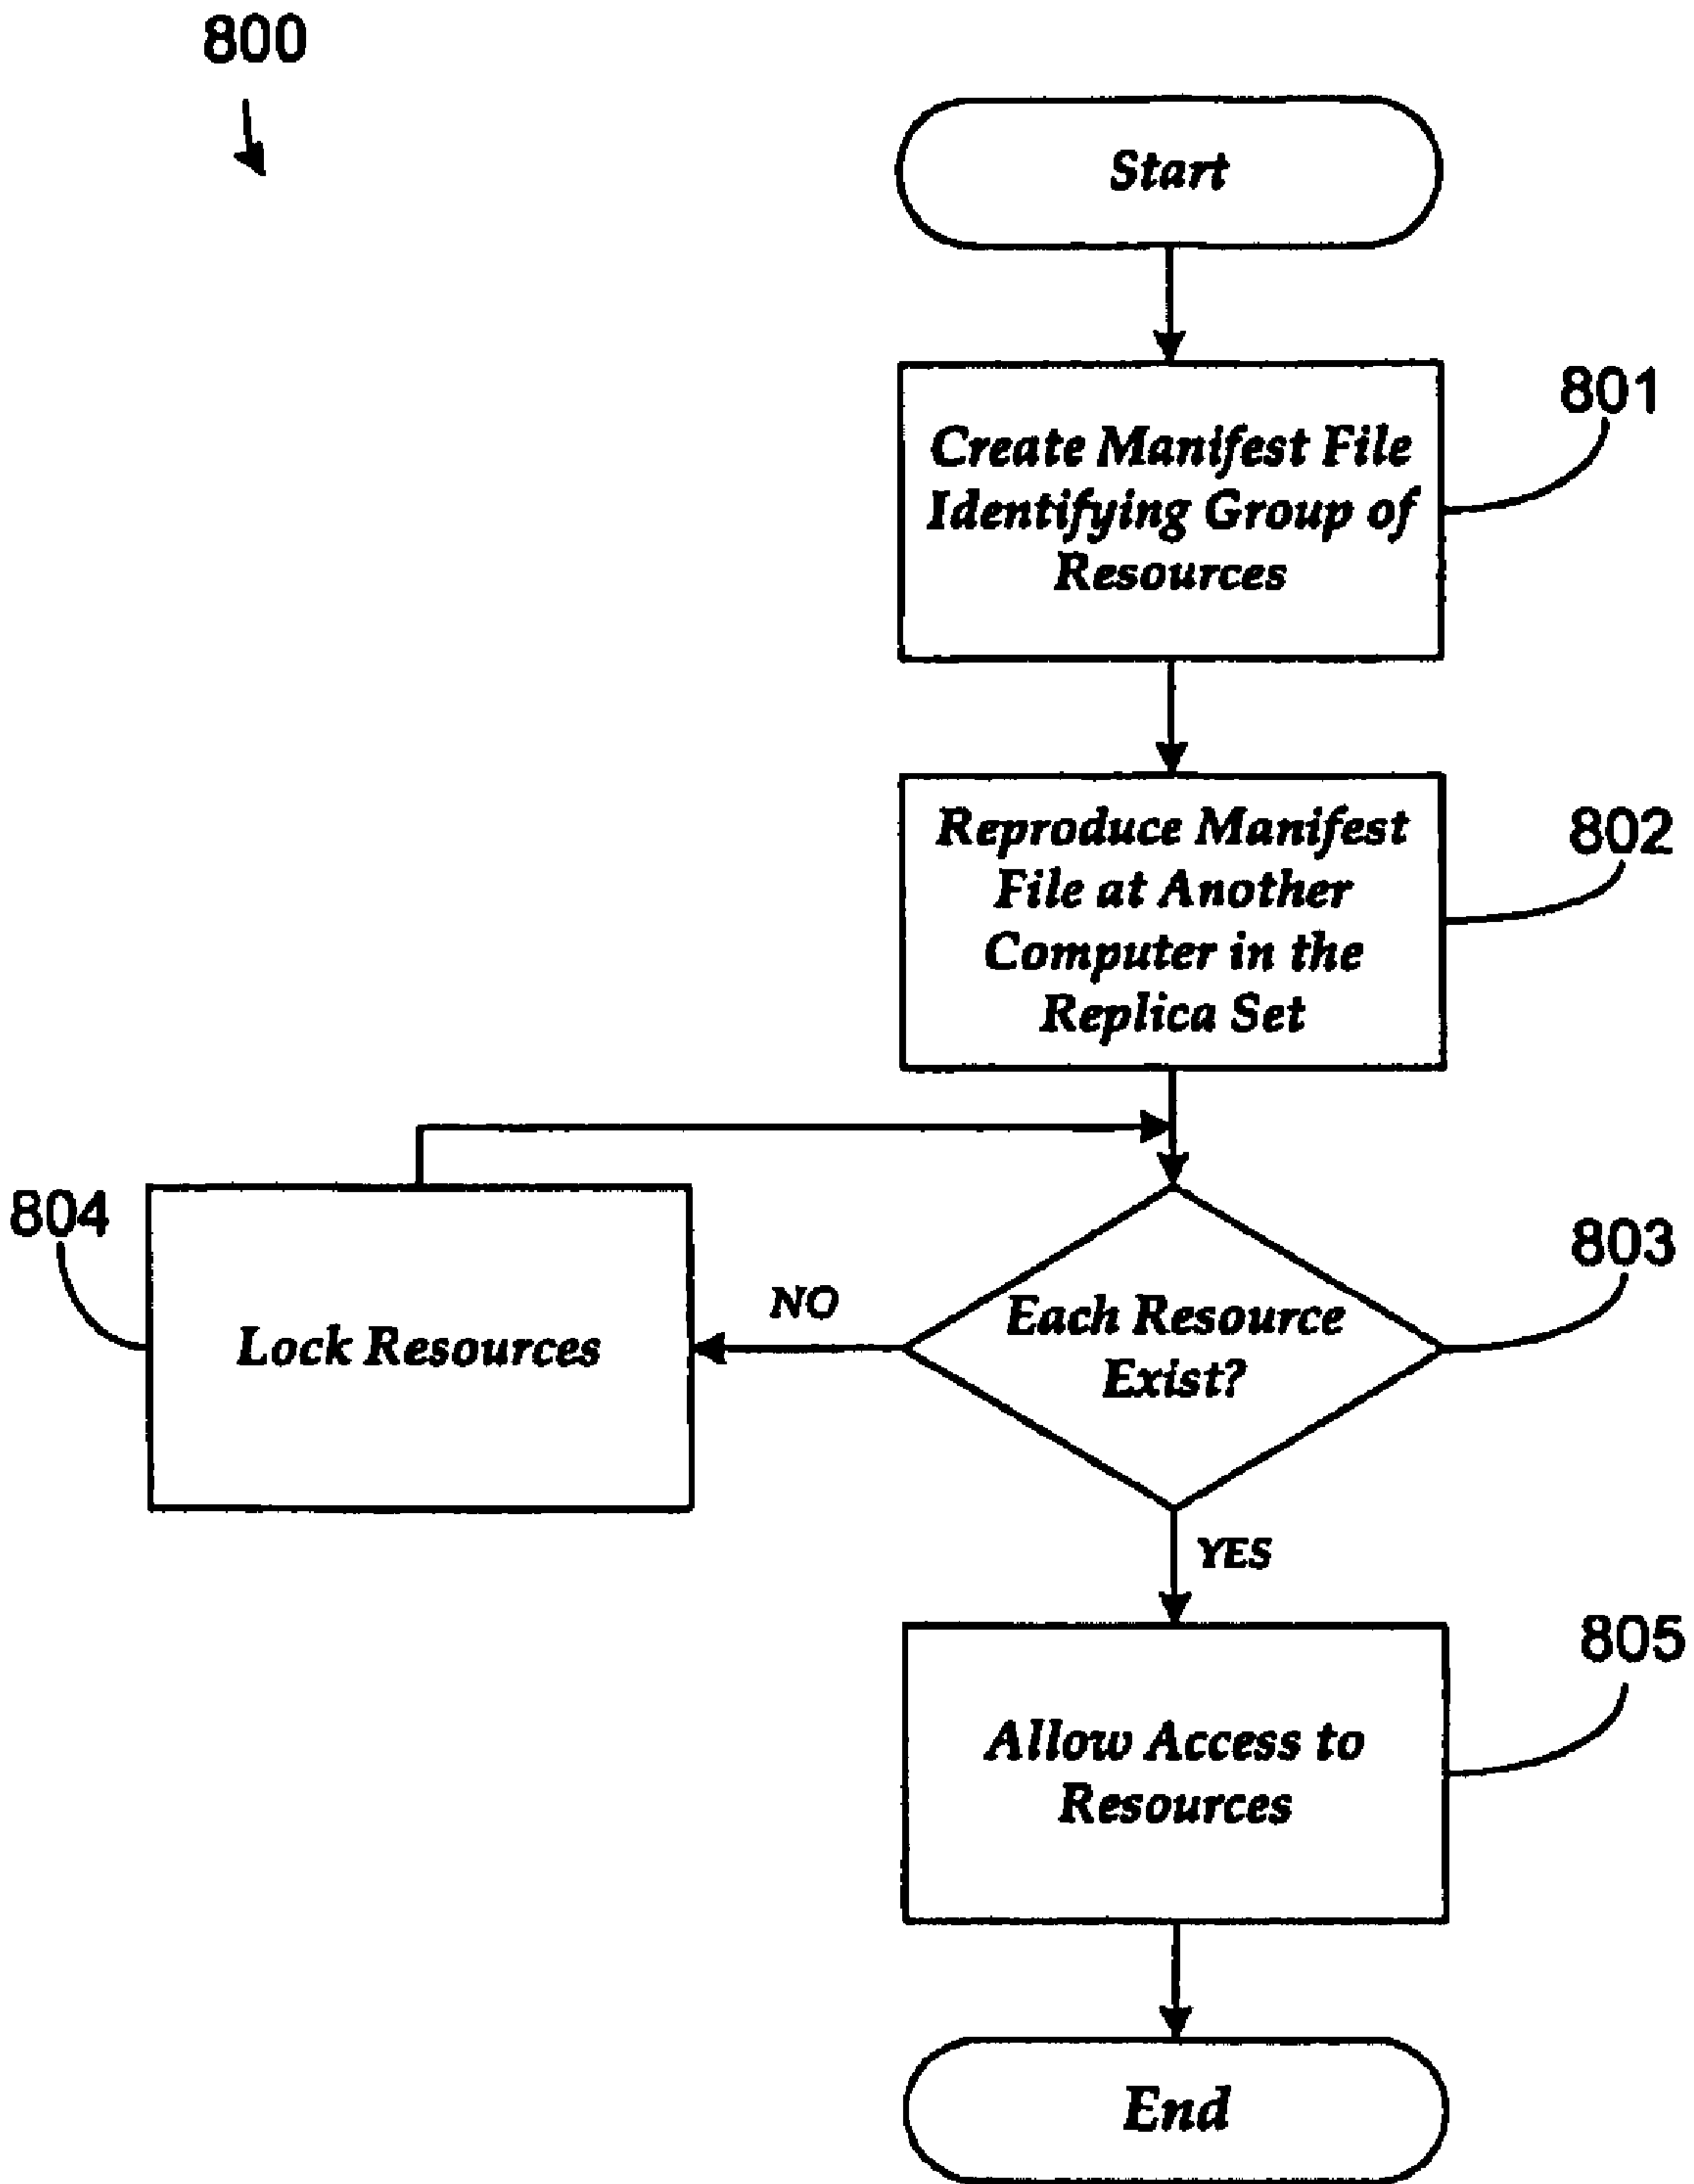 800
Start
801
Create Manifest File
Identifying Group of
Resources
802
Reproduce Manifest
File at Another
Computer in the
Replica Set
804
Lock Resources
NO
803
Each Resource
Exist?
YES
805
Allow Access to
Resources
End